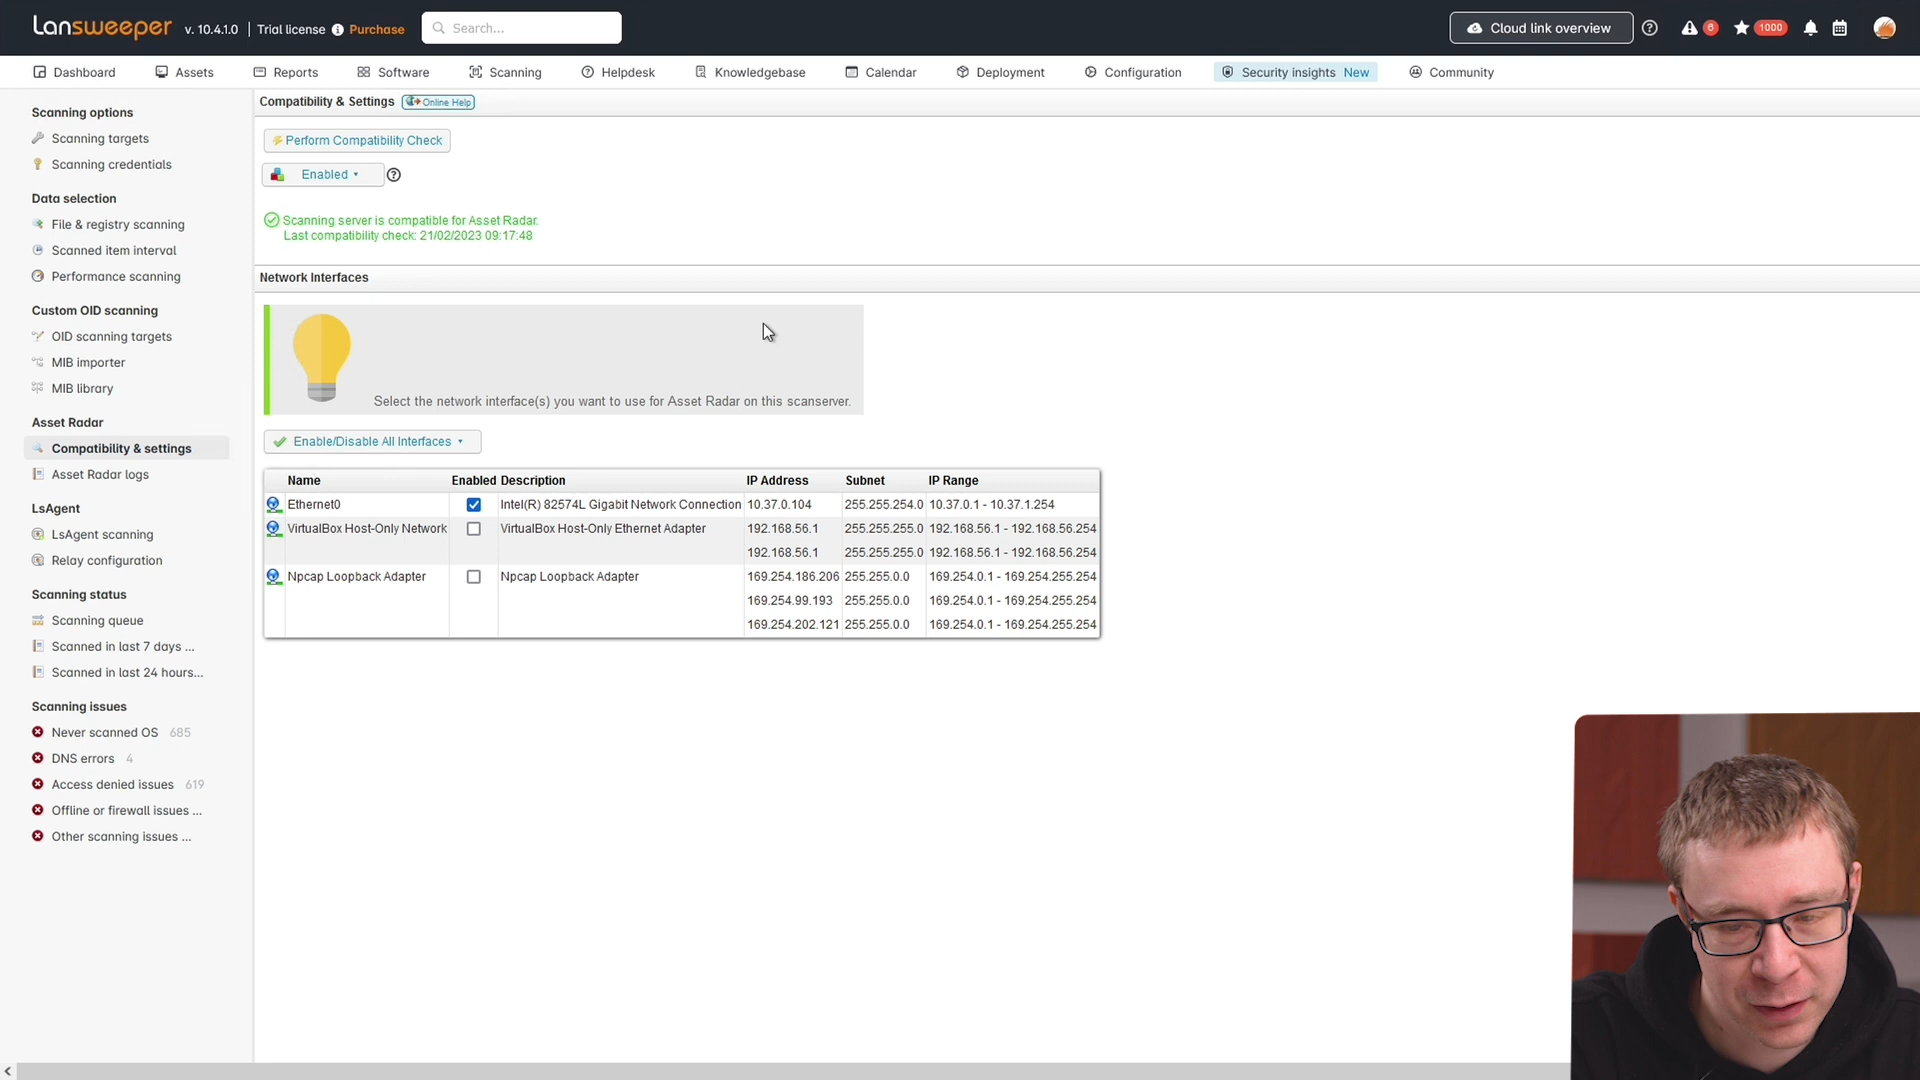 Lansweeper v. 10.4.1.0 Trial license Purchase Search... Cloud link overview 6 1000
Dashboard Assets Reports Software Scanning Helpdesk Knowledgebase Calendar Deployment Configuration Security insights New Community
Scanning options
Scanning targets
Scanning credentials
Data selection
File & registry scanning
Scanned item interval
Performance scanning
Custom OID scanning
OID scanning targets
MIB importer
MIB library
Asset Radar
Compatibility & settings
Asset Radar logs
LsAgent
LsAgent scanning
Relay configuration
Scanning status
Scanning queue
Scanned in last 7 days ...
Scanned in last 24 hours...
Scanning issues
Never scanned OS 685
DNS errors 4
Access denied issues 619
Offline or firewall issues ...
Other scanning issues ...
Compatibility & Settings Online Help
Perform Compatibility Check
Enabled
Scanning server is compatible for Asset Radar.
Last compatibility check: 21/02/2023 09:17:48
Network Interfaces
Select the network interface(s) you want to use for Asset Radar on this scanserver.
Enable/Disable All Interfaces
Name Enabled Description IP Address Subnet IP Range
Ethernet0 Intel(R) 82574L Gigabit Network Connection 10.37.0.104 255.255.254.0 10.37.0.1 - 10.37.1.254
VirtualBox Host-Only Network VirtualBox Host-Only Ethernet Adapter 192.168.56.1 255.255.255.0 192.168.56.1 - 192.168.56.254
192.168.56.1 255.255.255.0 192.168.56.1 - 192.168.56.254
Npcap Loopback Adapter Npcap Loopback Adapter 169.254.186.206 255.255.0.0 169.254.0.1 - 169.254.255.254
169.254.99.193 255.255.0.0 169.254.0.1 - 169.254.255.254
169.254.202.121 255.255.0.0 169.254.0.1 - 169.254.255.254